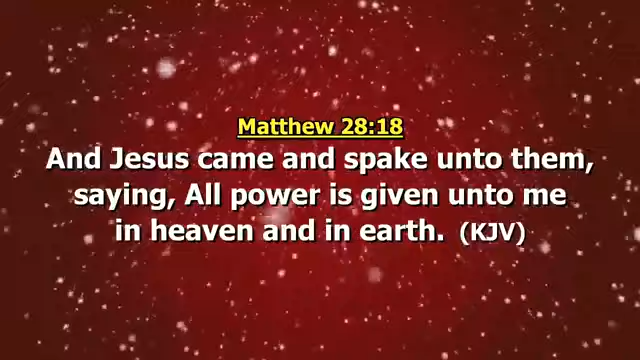 Matthew 28:18
And Jesus came and spake unto them,
saying, All power is given unto me
in heaven and in earth. (KJV)